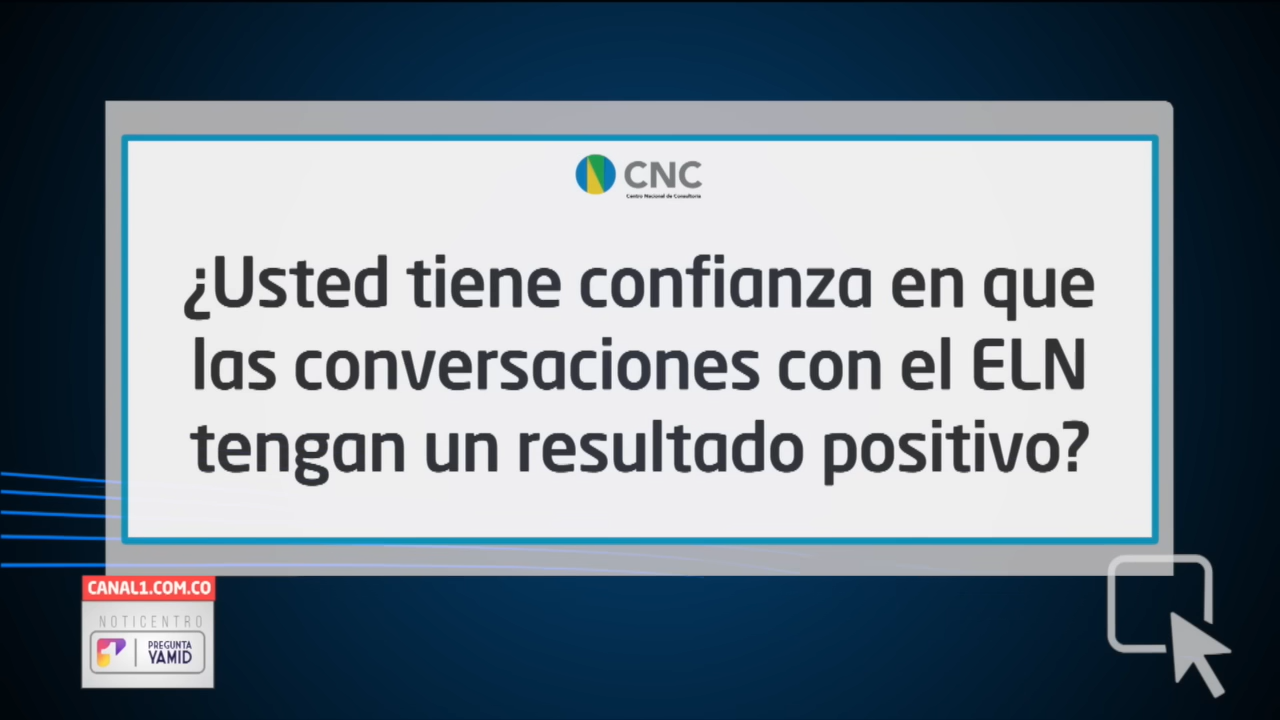 CNC
Centro Nacional de Consultoría
¿Usted tiene confianza en que
las conversaciones con el ELN
tengan un resultado positivo?
CANAL1.COM.CO
NOTICENTRO
1
PREGUNTA
YAMID